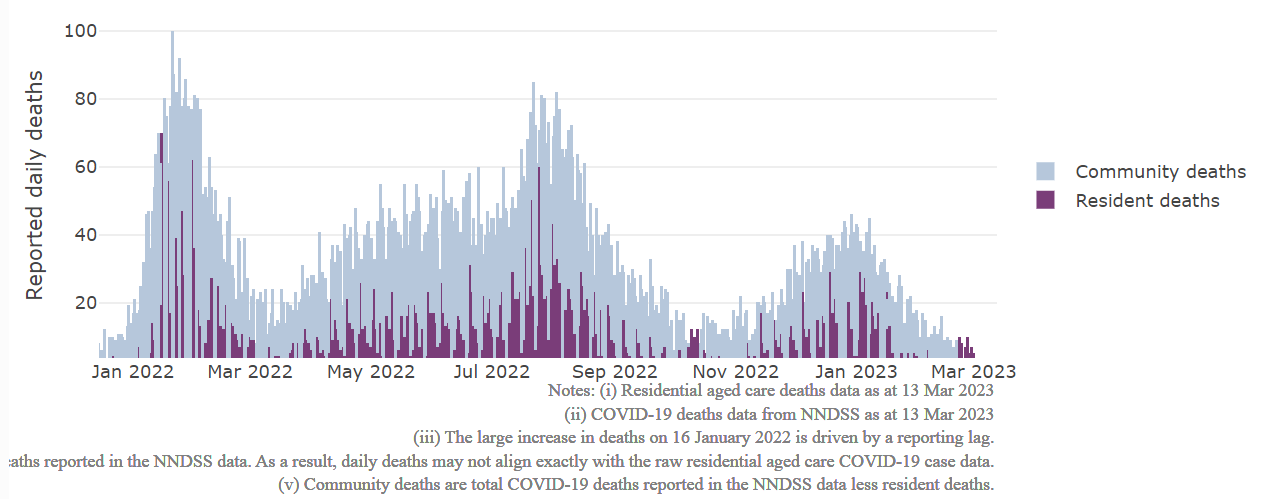 100
80
60
40
20
Reported daily deaths
Jan 2022 Mar 2022 May 2022 Jul 2022 Sep 2022 Nov 2022 Jan 2023 Mar 2023
Community deaths
Resident deaths
Notes: (i) Residential aged care deaths data as at 13 Mar 2023
(ii) COVID-19 deaths data from NNDSS as at 13 Mar 2023
(iii) The large increase in deaths on 16 January 2022 is driven by a reporting lag.
reported in the NNDSS data. As a result, daily deaths may not align exactly with the raw residential aged care COVID-19 case data.
(v) Community deaths are total COVID-19 deaths reported in the NNDSS data less resident deaths.